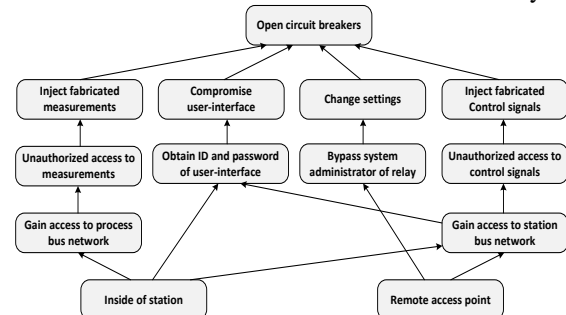 Open circuit breakers
Inject fabricated
measurements
Compromise
user-interface
Change settings
Inject fabricated
Control signals
Unauthorized access to
measurements
Obtain ID and password
of user-interface
Bypass system
administrator of relay
Unauthorized access to
control signals
Gain access to process
bus network
Gain access to station
bus network
Inside of station
Remote access point